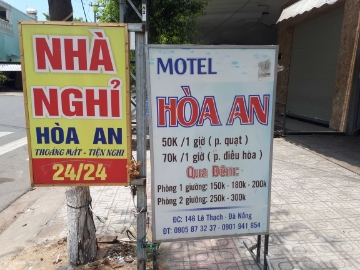 NHÀ
NGHỈ
HÒA AN
THOÁNG MÁT - TIỆN NGHI
24/24
MOTEL
HÒA AN
50K /1 giờ ( p. quạt )
70k /1 giờ ( p. điều hòa )
Qua Đêm:
Phòng 1 giường: 150k -180k - 200k
Phòng 2 giường: 250k - 300k
ĐC: 146 Lê Thạch - Đà Nẵng
ĐT: 0905 87 32 37 - 0901 941 654